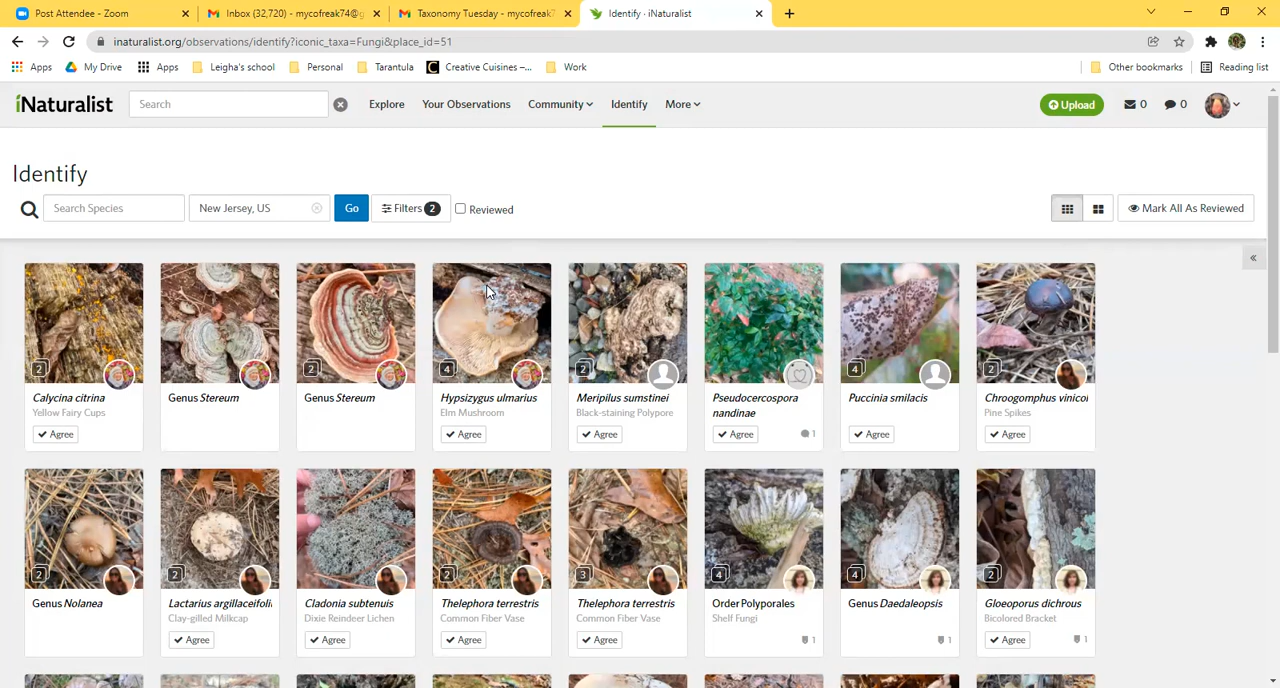 Post Attendee - Zoom
Inbox (32,720) - mycofreak74@g
Taxonomy Tuesday - mycofreak7
Identify · iNaturalist
inaturalist.org/observations/identify?iconic_taxa=Fungi&place_id=51
Apps
My Drive
Apps
Leigha's school
Personal
Tarantula
Creative Cuisines –...
Work
Other bookmarks
Reading list
iNaturalist
Search
Explore
Your Observations
Community
Identify
More
Upload
0
0
Identify
Search Species
New Jersey, US
Go
Filters 2
Reviewed
Mark All As Reviewed
2
2
4
2
4
2
Calycina citrina
Yellow Fairy Cups
Agree
Genus Stereum
Genus Stereum
Hypsizygus ulmarius
Elm Mushroom
Agree
Meripilus sumstinei
Black-staining Polypore
Agree
Pseudocercospora
nandinae
Agree
1
Puccinia smilacis
Agree
Chroogomphus vinicol
Pine Spikes
Agree
2
2
2
3
4
4
2
Genus Nolanea
Lactarius argillaceifoli
Clay-gilled Milkcap
Agree
Cladonia subtenuis
Dixie Reindeer Lichen
Agree
Thelephora terrestris
Common Fiber Vase
Agree
Thelephora terrestris
Common Fiber Vase
Agree
Order Polyporales
Shelf Fungi
1
Genus Daedaleopsis
1
Gloeoporus dichrous
Bicolored Bracket
Agree
1